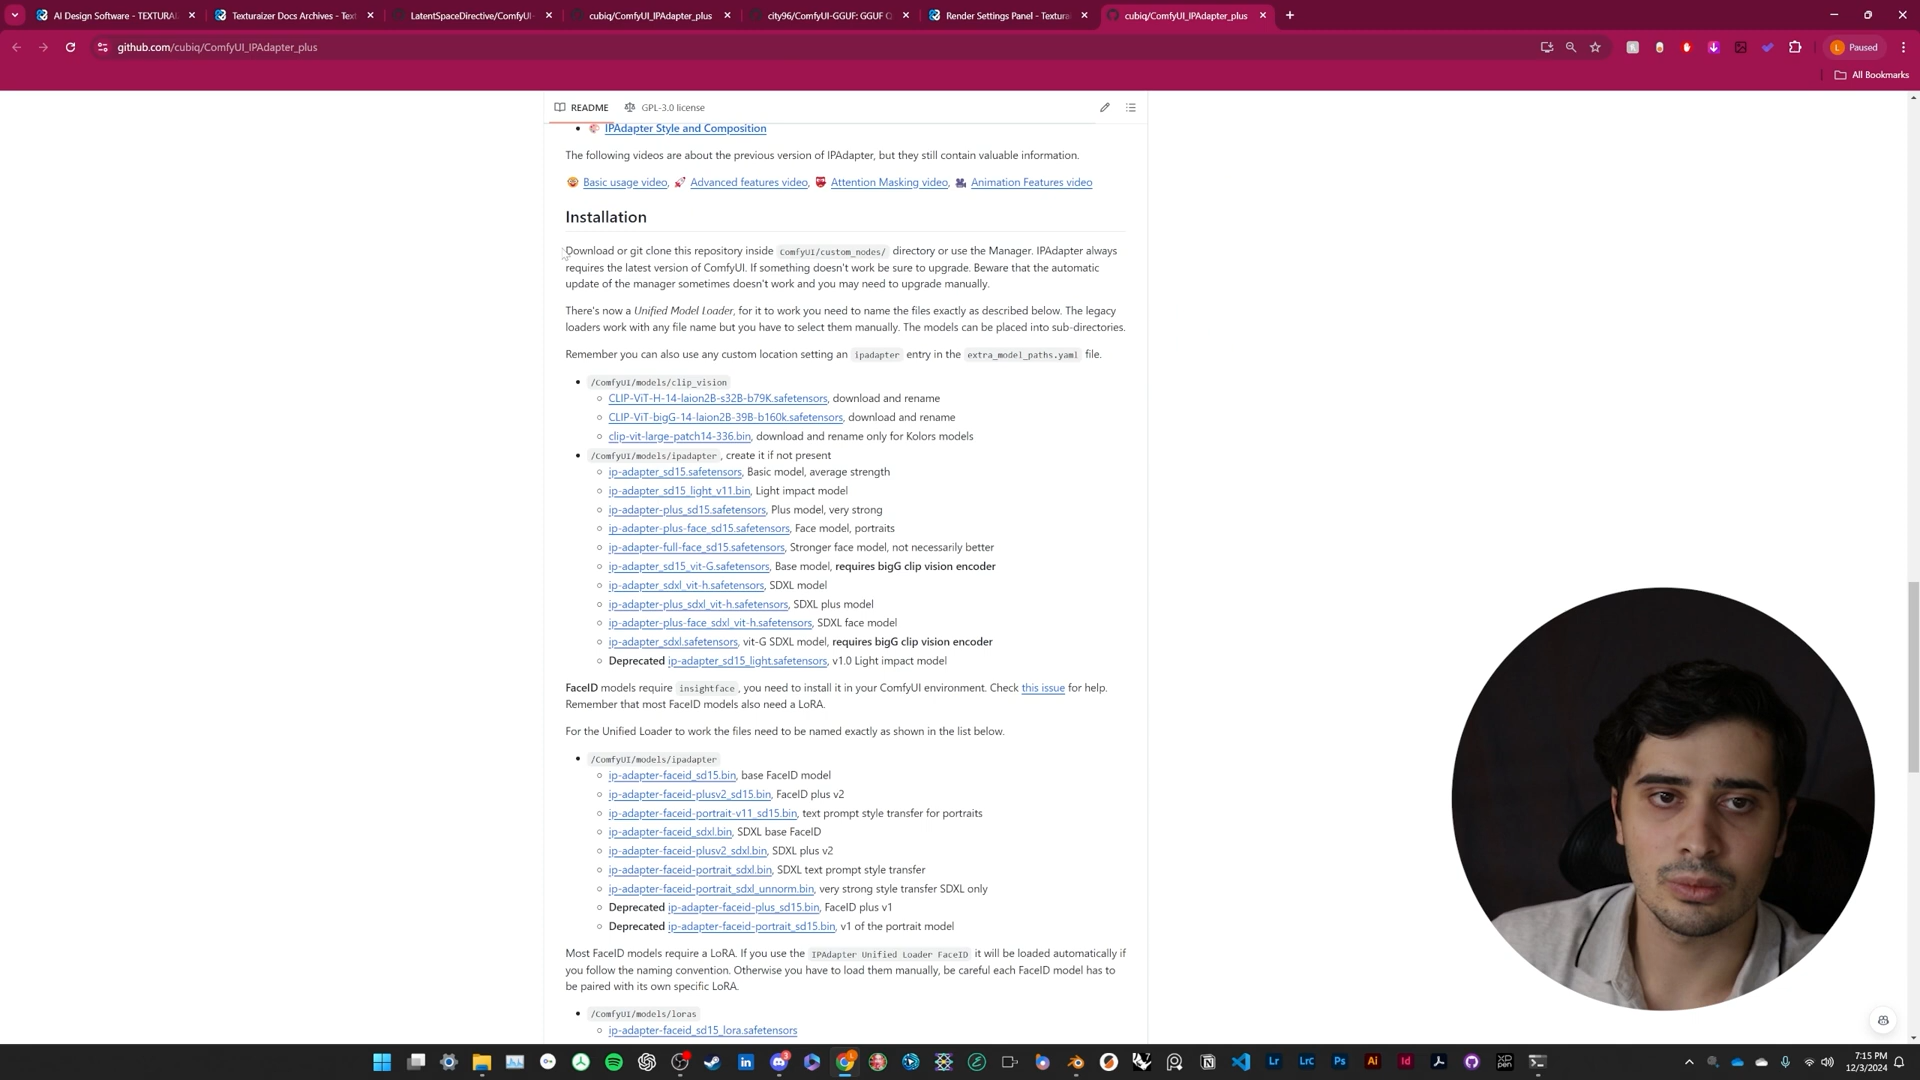 AI Design Software - TEXTURAI
Texturaizer Docs Archives - Text
LatentSpaceDirective/ComfyUI-
cubiq/ComfyUI_IPAdapter_plus
city96/ComfyUI-GGUF: GGUF Q
Render Settings Panel - Textura
cubiq/ComfyUI_IPAdapter_plus
github.com/cubiq/ComfyUI_IPAdapter_plus
L Paused
All Bookmarks
README GPL-3.0 license
IPAdapter Style and Composition
The following videos are about the previous version of IPAdapter, but they still contain valuable information.
Basic usage video, Advanced features video, Attention Masking video, Animation Features video
Installation
Download or git clone this repository inside ComfyUI/custom_nodes/ directory or use the Manager. IPAdapter always
requires the latest version of ComfyUI. If something doesn't work be sure to upgrade. Beware that the automatic
update of the manager sometimes doesn't work and you may need to upgrade manually.
There's now a Unified Model Loader, for it to work you need to name the files exactly as described below. The legacy
loaders work with any file name but you have to select them manually. The models can be placed into sub-directories.
Remember you can also use any custom location setting an ipadapter entry in the extra_model_paths.yaml file.
/ComfyUI/models/clip_vision
CLIP-ViT-H-14-laion2B-s32B-b79K.safetensors, download and rename
CLIP-ViT-bigG-14-laion2B-39B-b160k.safetensors, download and rename
clip-vit-large-patch14-336.bin, download and rename only for Kolors models
/ComfyUI/models/ipadapter, create it if not present
ip-adapter_sd15.safetensors, Basic model, average strength
ip-adapter_sd15_light_v11.bin, Light impact model
ip-adapter-plus_sd15.safetensors, Plus model, very strong
ip-adapter-plus-face_sd15.safetensors, Face model, portraits
ip-adapter-full-face_sd15.safetensors, Stronger face model, not necessarily better
ip-adapter_sd15_vit-G.safetensors, Base model, requires bigG clip vision encoder
ip-adapter_sdxl_vit-h.safetensors, SDXL model
ip-adapter-plus_sdxl_vit-h.safetensors, SDXL plus model
ip-adapter-plus-face_sdxl_vit-h.safetensors, SDXL face model
ip-adapter_sdxl.safetensors, vit-G SDXL model, requires bigG clip vision encoder
Deprecated ip-adapter_sd15_light.safetensors, v1.0 Light impact model
FaceID models require insightface, you need to install it in your ComfyUI environment. Check this issue for help.
Remember that most FaceID models also need a LoRA.
For the Unified Loader to work the files need to be named exactly as shown in the list below.
/ComfyUI/models/ipadapter
ip-adapter-faceid_sd15.bin, base FaceID model
ip-adapter-faceid-plusv2_sd15.bin, FaceID plus v2
ip-adapter-faceid-portrait-v11_sd15.bin, text prompt style transfer for portraits
ip-adapter-faceid_sdxl.bin, SDXL base FaceID
ip-adapter-faceid-plusv2_sdxl.bin, SDXL plus v2
ip-adapter-faceid-portrait_sdxl.bin, SDXL text prompt style transfer
ip-adapter-faceid-portrait_sdxl_unnorm.bin, very strong style transfer SDXL only
Deprecated ip-adapter-faceid-plus_sd15.bin, FaceID plus v1
Deprecated ip-adapter-faceid-portrait_sd15.bin, v1 of the portrait model
Most FaceID models require a LoRA. If you use the IPAdapter Unified Loader FaceID it will be loaded automatically if
you follow the naming convention. Otherwise you have to load them manually, be careful each FaceID model has to
be paired with its own specific LoRA.
/ComfyUI/models/loras
ip-adapter-faceid_sd15_lora.safetensors
Lr LrC Ps Ai Id
7:15 PM
12/3/2024